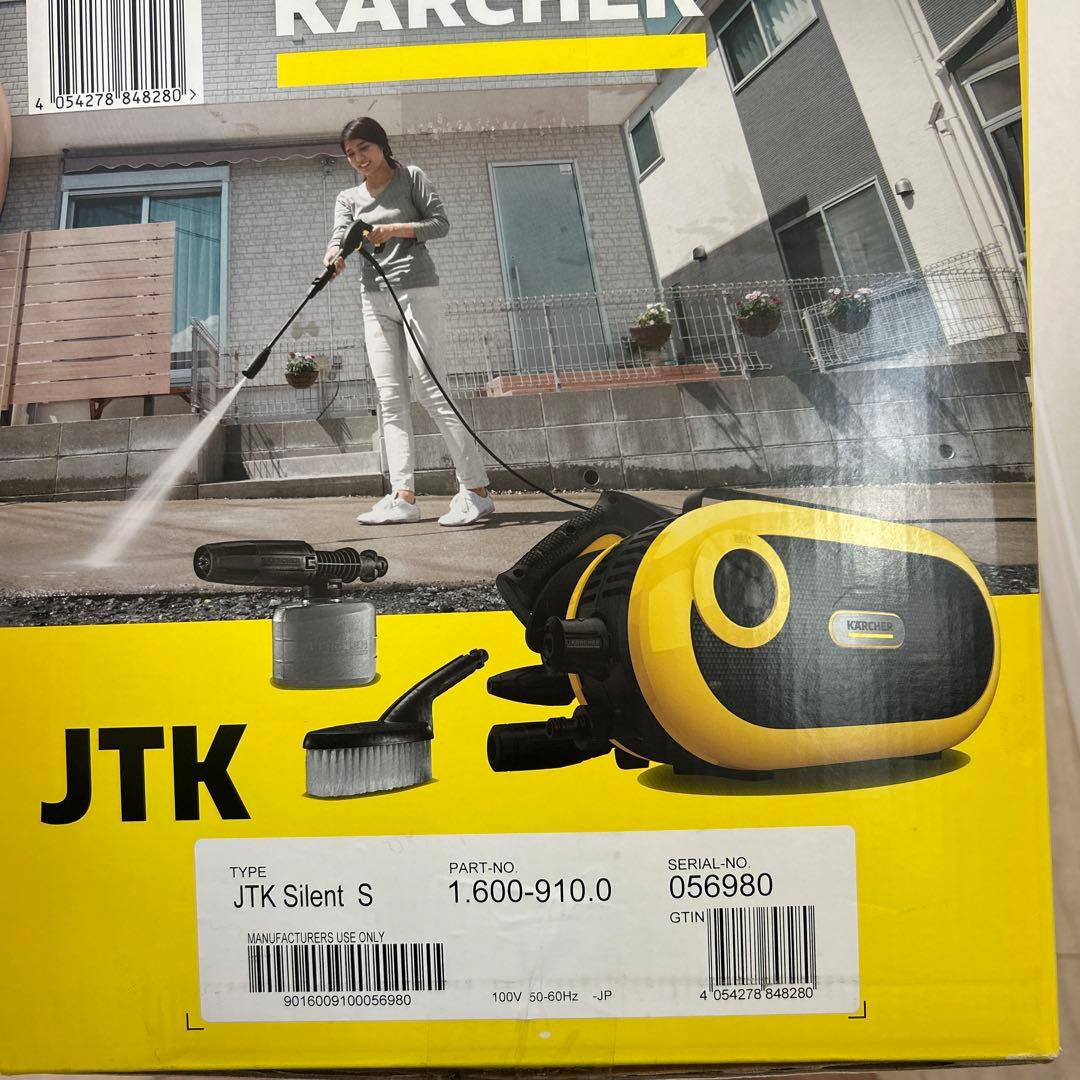 KÄRCHER
4 054278 848280 >
KÄRCHER
JTK
TYPE
JTK Silent S
PART-NO.
1.600-910.0
SERIAL-NO.
056980
GTIN
MANUFACTURERS USE ONLY
9016009100056980
100V 50-60Hz -JP
4 054278 848280